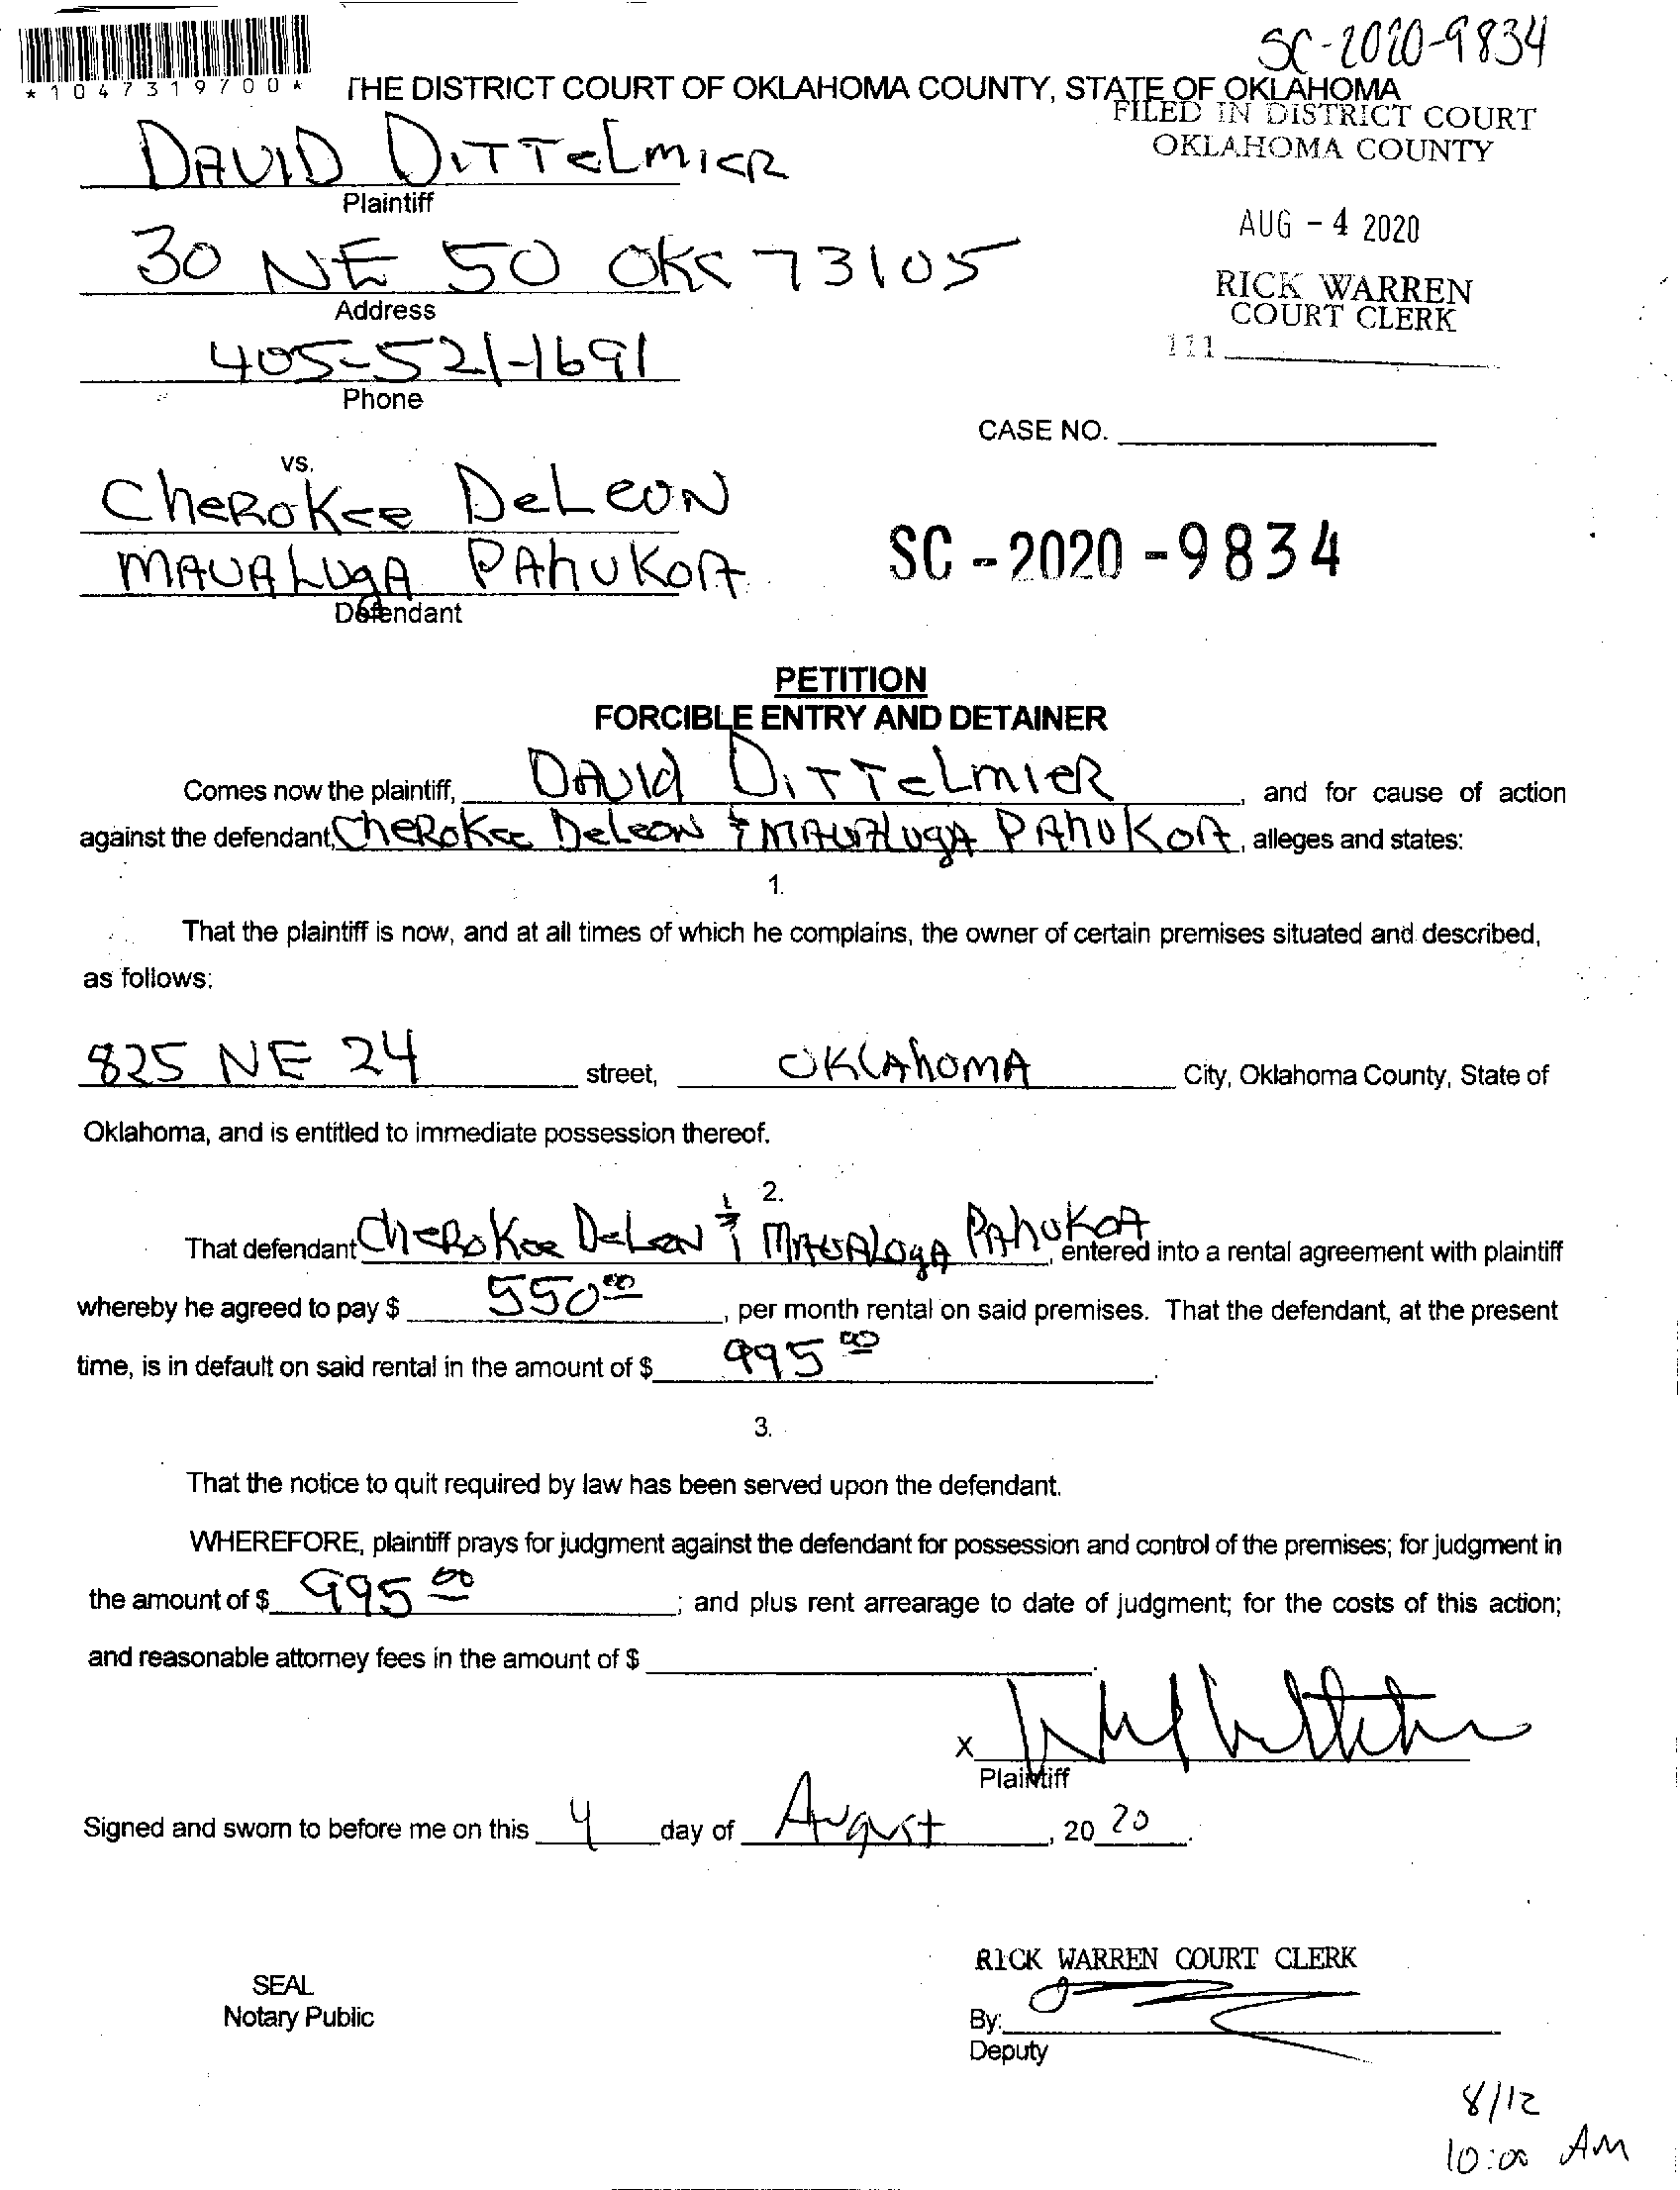 SC-2020-9834
*1047319700*
THE DISTRICT COURT OF OKLAHOMA COUNTY, STATE OF OKLAHOMA
FILED IN DISTRICT COURT
OKLAHOMA COUNTY
DAVID DITTELMIER
Plaintiff
AUG - 4 2020
30 NE 50 OKC 73105
Address
RICK WARREN
COURT CLERK
111
405-521-1691
Phone
CASE NO.
vs.
CHEROKEE DELEON
MAUALUGA PAHUKOA
Defendant
SC - 2020 - 9834
PETITION
FORCIBLE ENTRY AND DETAINER
Comes now the plaintiff, DAVID DITTELMIER, and for cause of action
against the defendant, CHEROKEE DELEON & MAUALUGA PAHUKOA, alleges and states:
1.
That the plaintiff is now, and at all times of which he complains, the owner of certain premises situated and described,
as follows:
825 NE 24 street, OKLAHOMA City, Oklahoma County, State of
Oklahoma, and is entitled to immediate possession thereof.
2.
That defendant CHEROKEE DELEON & MAUALUGA PAHUKOA, entered into a rental agreement with plaintiff
whereby he agreed to pay $ 550 00, per month rental on said premises. That the defendant, at the present
time, is in default on said rental in the amount of $ 995 00.
3.
That the notice to quit required by law has been served upon the defendant.
WHEREFORE, plaintiff prays for judgment against the defendant for possession and control of the premises; for judgment in
the amount of $ 995 00; and plus rent arrearage to date of judgment; for the costs of this action;
and reasonable attorney fees in the amount of $
X
Plaintiff
Signed and sworn to before me on this 4 day of August, 20 20.
RICK WARREN COURT CLERK
SEAL
Notary Public
By:
Deputy
8/12
10:00 AM